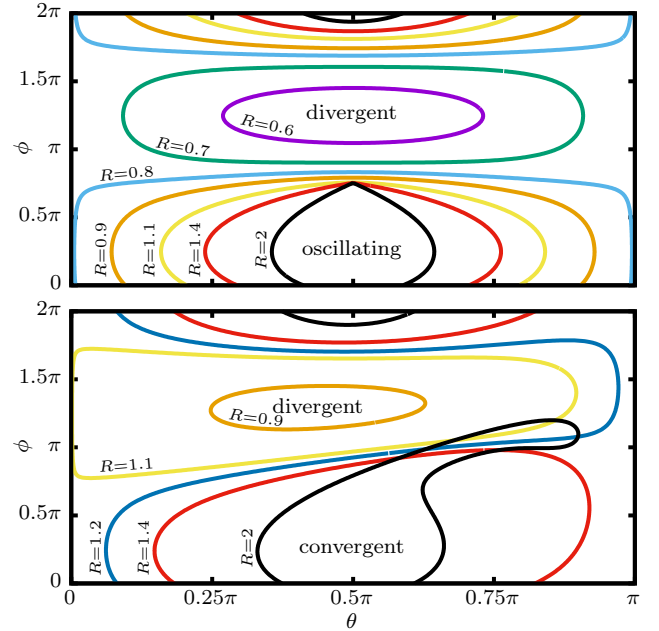 2π
1.5π
π
0.5π
0
ϕ
divergent
R=0.6
R=0.7
R=0.8
R=0.9
R=1.1
R=1.4
R=2
oscillating
2π
1.5π
π
0.5π
0
ϕ
divergent
R=0.9
R=1.1
R=1.2
R=1.4
R=2
convergent
0
0.25π
0.5π
0.75π
π
θ